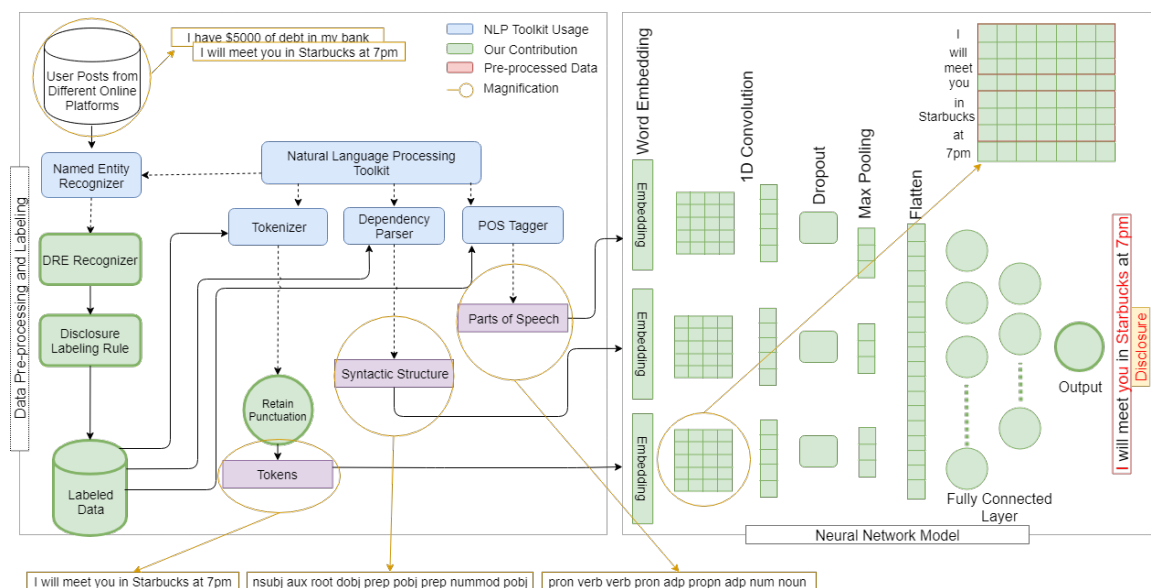 I have $5000 of debt in my bank
I will meet you in Starbucks at 7pm
User Posts from
Different Online
Platforms
NLP Toolkit Usage
Our Contribution
Pre-processed Data
Magnification
Data Pre-processing and Labeling
Named Entity
Recognizer
Natural Language Processing
Toolkit
Tokenizer
Dependency
Parser
POS Tagger
DRE Recognizer
Disclosure
Labeling Rule
Parts of Speech
Syntactic Structure
Retain
Punctuation
Tokens
Labeled
Data
I will meet you in Starbucks at 7pm
nsubj aux root dobj prep pobj prep nummod pobj
pron verb verb pron adp propn adp num noun
Word Embedding
Embedding
Embedding
Embedding
1D Convolution
Dropout
Max Pooling
Flatten
I
will
meet
you
in
Starbucks
at
7pm
Fully Connected
Layer
Output
I will meet you in Starbucks at 7pm
Disclosure
Neural Network Model